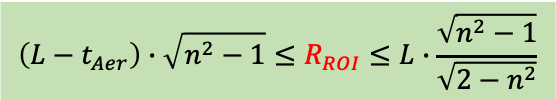 (L − t_Aer) · √(n² − 1) ≤ R_ROI ≤ L · √(n² − 1) / √(2 − n²)